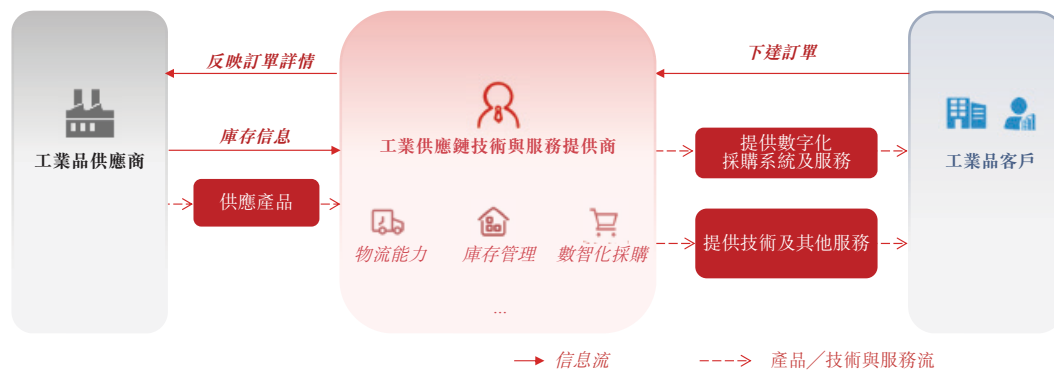 反映訂單詳情
下達訂單
庫存信息
工業品供應商
工業供應鏈技術與服務提供商
提供數字化
採購系統及服務
工業品客戶
供應產品
提供技術及其他服務
物流能力
庫存管理
數智化採購
...
信息流
產品／技術與服務流